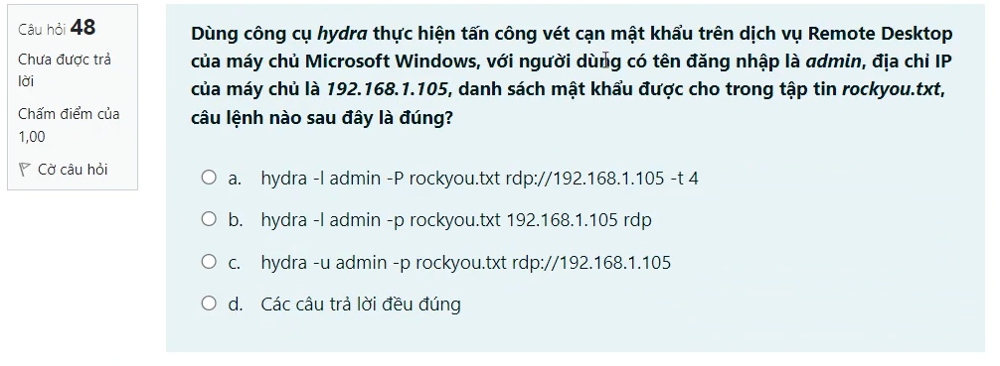 Câu hỏi 48
Chưa được trả
lời
Chấm điểm của
1,00
Cờ câu hỏi
Dùng công cụ hydra thực hiện tấn công vét cạn mật khẩu trên dịch vụ Remote Desktop
của máy chủ Microsoft Windows, với người dùng có tên đăng nhập là admin, địa chỉ IP
của máy chủ là 192.168.1.105, danh sách mật khẩu được cho trong tập tin rockyou.txt,
câu lệnh nào sau đây là đúng?
a. hydra -l admin -P rockyou.txt rdp://192.168.1.105 -t 4
b. hydra -l admin -p rockyou.txt 192.168.1.105 rdp
c. hydra -u admin -p rockyou.txt rdp://192.168.1.105
d. Các câu trả lời đều đúng